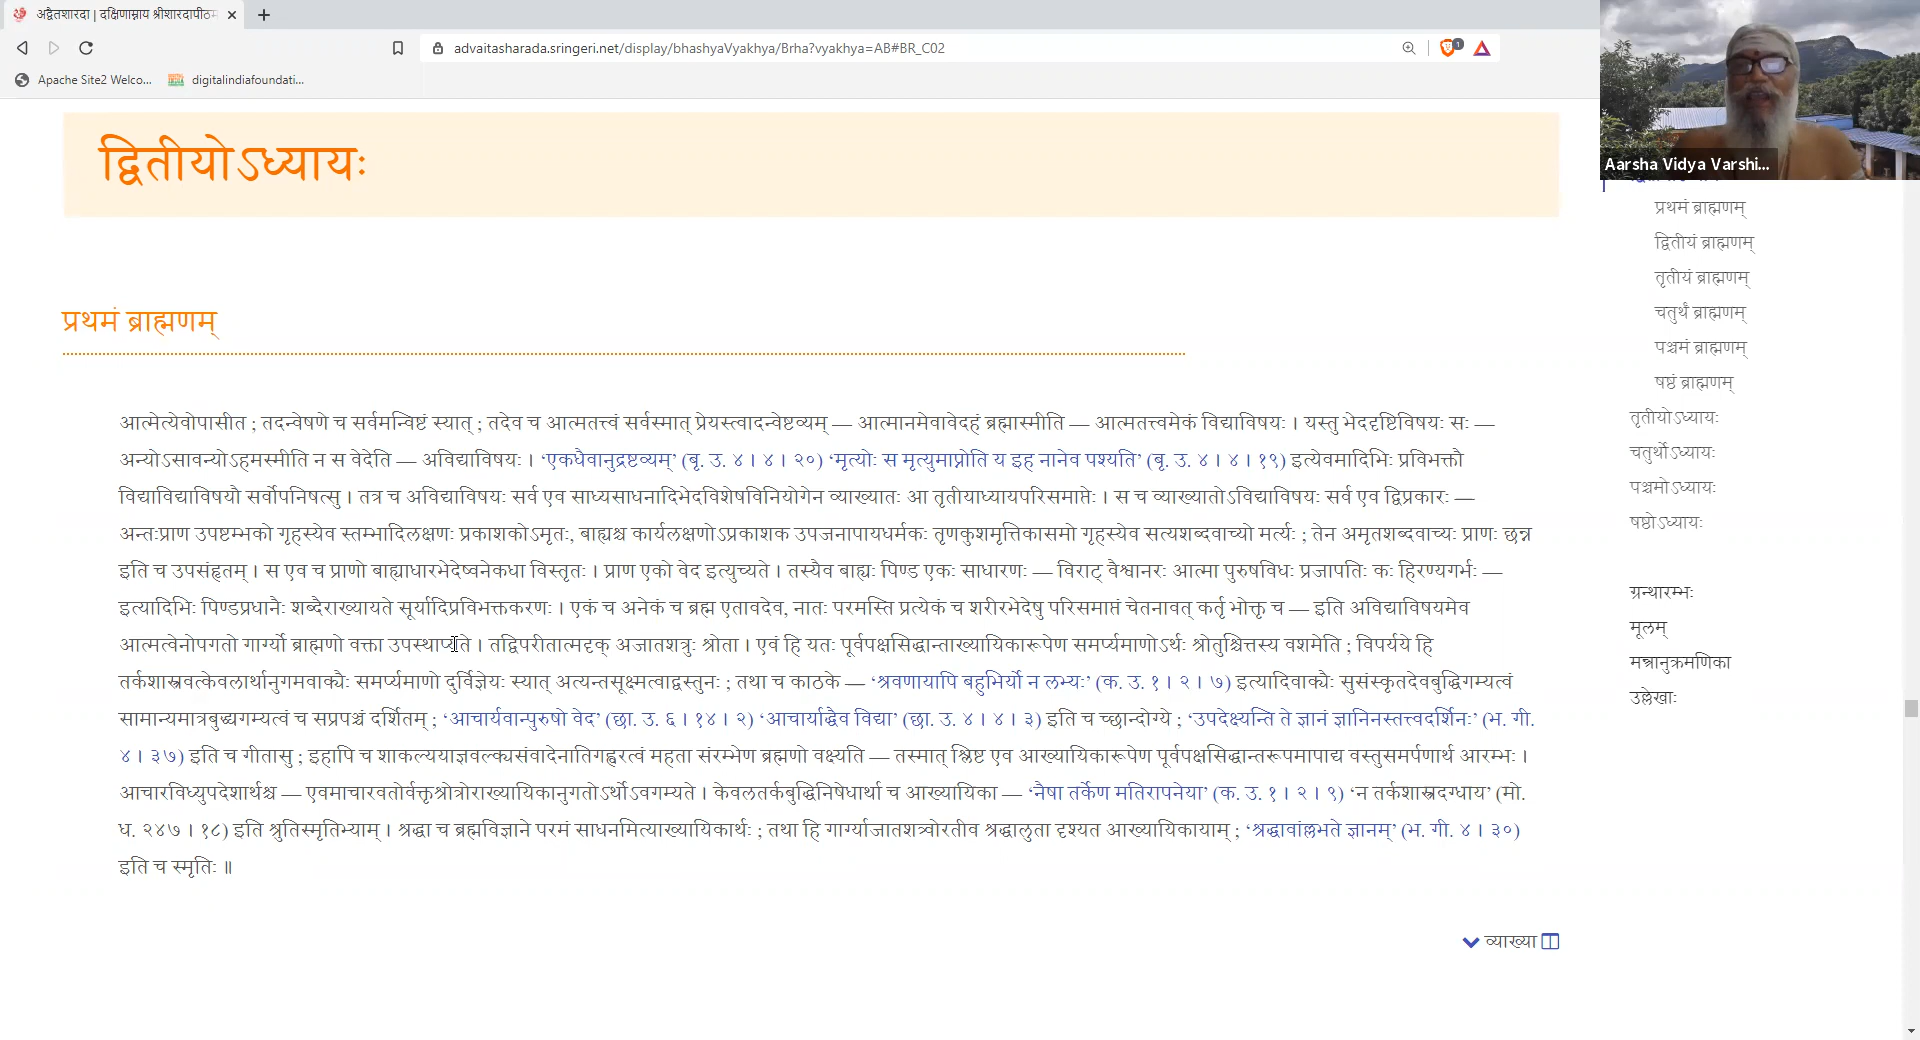 अद्वैतशारदा | दक्षिणाम्नाय श्रीशारदापीठम
advaitasharada.sringeri.net/display/bhashyaVyakhya/Brha?vyakhya=AB#BR_C02
Apache Site2 Welco... digitalindiafoundati...
Aarsha Vidya Varshi...
द्वितीयोऽध्यायः
प्रथमं ब्राह्मणम्
आत्मेत्येवोपासीत ; तदन्वेषणे च सर्वमन्विष्टं स्यात् ; तदेव च आत्मतत्त्वं सर्वस्मात् प्रेयस्त्वादन्वेष्टव्यम् — आत्मानमेवावेदहं ब्रह्मास्मीति — आत्मतत्त्वमेकं विद्याविषयः । यस्तु भेददृष्टिविषयः सः —
अन्योऽसावन्योऽहमस्मीति न स वेदेति — अविद्याविषयः । ‘एकधैवानुद्रष्टव्यम्’ (बृ. उ. ४ । ४ । २०) ‘मृत्योः स मृत्युमाप्नोति य इह नानेव पश्यति’ (बृ. उ. ४ । ४ । १९) इत्येवमादिभिः प्रविभक्तौ
विद्याविद्याविषयौ सर्वोपनिषत्सु । तत्र च अविद्याविषयः सर्व एव साध्यसाधनादिभेदविशेषविनियोगेन व्याख्यातः आ तृतीयाध्यायपरिसमाप्तेः । स च व्याख्यातोऽविद्याविषयः सर्व एव द्विप्रकारः —
अन्तःप्राण उपष्टम्भको गृहस्येव स्तम्भादिलक्षणः प्रकाशकोऽमृतः, बाह्यश्च कार्यलक्षणोऽप्रकाशक उपजनापायधर्मकः तृणकुशमृत्तिकासमो गृहस्येव सत्यशब्दवाच्यो मर्त्यः ; तेन अमृतशब्दवाच्यः प्राणः छन्न
इति च उपसंहृतम् । स एव च प्राणो बाह्याधारभेदेष्वनेकधा विस्तृतः । प्राण एको वेद इत्युच्यते । तस्यैव बाह्यः पिण्ड एकः साधारणः — विराट् वैश्वानरः आत्मा पुरुषविधः प्रजापतिः कः हिरण्यगर्भः —
इत्यादिभिः पिण्डप्रधानैः शब्दैराख्यायते सूर्यादिप्रविभक्तकरणः । एकं च अनेकं च ब्रह्म एतावदेव, नातः परमस्ति प्रत्येकं च शरीरभेदेषु परिसमाप्तं चेतनावत् कर्तृ भोक्तृ च — इति अविद्याविषयमेव
आत्मत्वेनोपगतो गार्ग्यो ब्राह्मणो वक्ता उपस्थाप्यते । तद्विपरीतात्मदृक् अजातशत्रुः श्रोता । एवं हि यतः पूर्वपक्षसिद्धान्ताख्यायिकारूपेण समर्प्यमाणोऽर्थः श्रोतुश्चित्तस्य वशमेति ; विपर्यये हि
तर्कशास्त्रवत्केवलार्थानुगमवाक्यैः समर्प्यमाणो दुर्विज्ञेयः स्यात् अत्यन्तसूक्ष्मत्वाद्वस्तुनः ; तथा च काठके — ‘श्रवणायापि बहुभिर्यो न लभ्यः’ (क. उ. १ । २ । ७) इत्यादिवाक्यैः सुसंस्कृतदेवबुद्धिगम्यत्वं
सामान्यमात्रबुद्ध्यगम्यत्वं च सप्रपञ्चं दर्शितम् ; ‘आचार्यवान्पुरुषो वेद’ (छा. उ. ६ । १४ । २) ‘आचार्याद्धैव विद्या’ (छा. उ. ४ । ४ । ३) इति च च्छान्दोग्ये ; ‘उपदेक्ष्यन्ति ते ज्ञानं ज्ञानिनस्तत्त्वदर्शिनः’ (भ. गी.
४ । ३७) इति च गीतासु ; इहापि च शाकल्ययाज्ञवल्क्यसंवादेनातिगह्वरत्वं महता संरम्भेण ब्रह्मणो वक्ष्यति — तस्मात् श्लिष्ट एव आख्यायिकारूपेण पूर्वपक्षसिद्धान्तरूपमापाद्य वस्तुसमर्पणार्थ आरम्भः ।
आचारविध्युपदेशार्थश्च — एवमाचारवतोर्वक्तृश्रोत्रोराख्यायिकानुगतोऽर्थोऽवगम्यते । केवलतर्कबुद्धिनिषेधार्था च आख्यायिका — ‘नैषा तर्केण मतिरापनेया’ (क. उ. १ । २ । ९) ‘न तर्कशास्त्रदग्धाय’ (मो.
ध. २४७ । १८) इति श्रुतिस्मृतिभ्याम् । श्रद्धा च ब्रह्मविज्ञाने परमं साधनमित्याख्यायिकार्थः ; तथा हि गार्ग्याजातशत्र्वोरतीव श्रद्धालुता दृश्यत आख्यायिकायाम् ; ‘श्रद्धावांल्लभते ज्ञानम्’ (भ. गी. ४ । ३०)
इति च स्मृतिः ॥
व्याख्या
प्रथमं ब्राह्मणम्
द्वितीयं ब्राह्मणम्
तृतीयं ब्राह्मणम्
चतुर्थं ब्राह्मणम्
पञ्चमं ब्राह्मणम्
षष्ठं ब्राह्मणम्
तृतीयोऽध्यायः
चतुर्थोऽध्यायः
पञ्चमोऽध्यायः
षष्ठोऽध्यायः
ग्रन्थारम्भः
मूलम्
मन्त्रानुक्रमणिका
उल्लेखाः